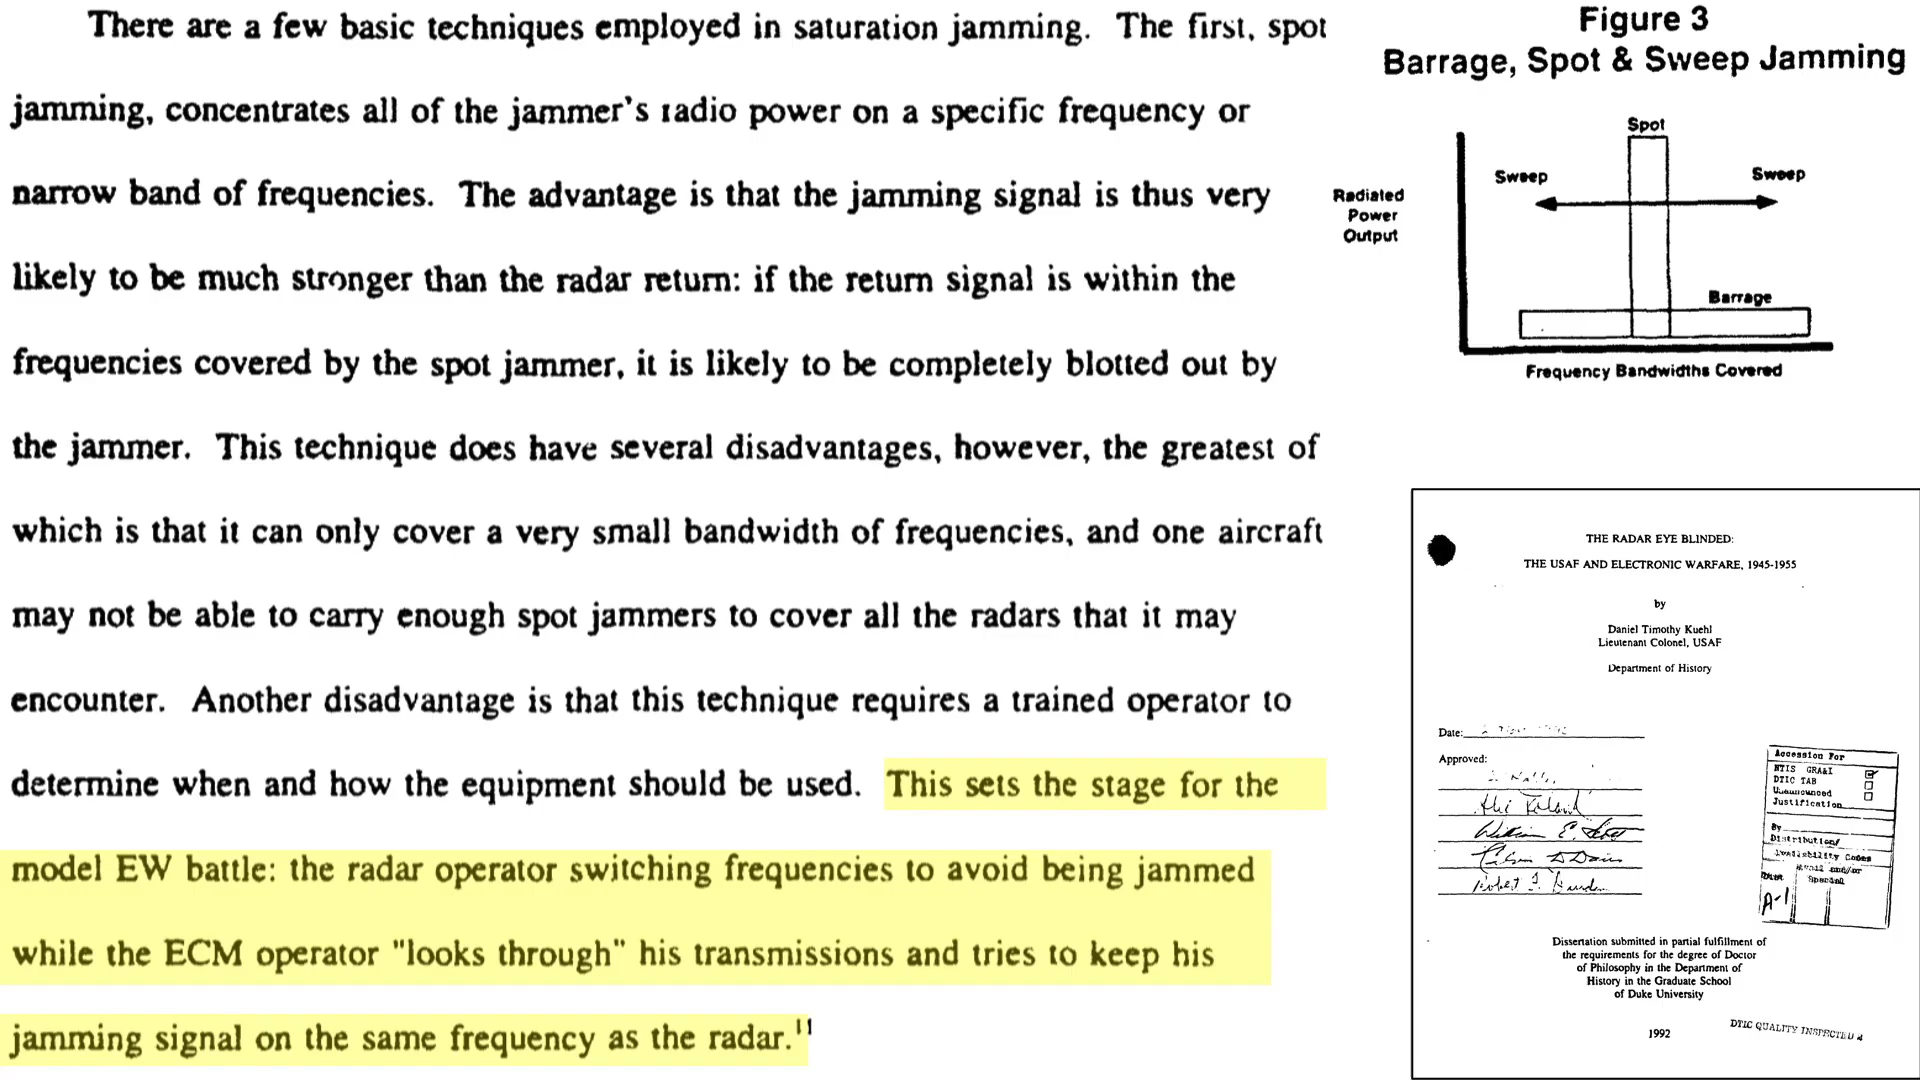 There are a few basic techniques employed in saturation jamming. The first, spot
jamming, concentrates all of the jammer's radio power on a specific frequency or
narrow band of frequencies. The advantage is that the jamming signal is thus very
likely to be much stronger than the radar return: if the return signal is within the
frequencies covered by the spot jammer, it is likely to be completely blotted out by
the jammer. This technique does have several disadvantages, however, the greatest of
which is that it can only cover a very small bandwidth of frequencies, and one aircraft
may not be able to carry enough spot jammers to cover all the radars that it may
encounter. Another disadvantage is that this technique requires a trained operator to
determine when and how the equipment should be used. This sets the stage for the
model EW battle: the radar operator switching frequencies to avoid being jammed
while the ECM operator "looks through" his transmissions and tries to keep his
jamming signal on the same frequency as the radar.11
Figure 3
Barrage, Spot & Sweep Jamming
Spot
Sweep
Sweep
Radiated
Power
Output
Barrage
Frequency Bandwidths Covered
THE RADAR EYE BLINDED:
THE USAF AND ELECTRONIC WARFARE, 1945-1955
by
Daniel Timothy Kuehl
Lieutenant Colonel, USAF
Department of History
Date:
Approved:
William E. Scott
Accession For
NTIS GRA&I
DTIC TAB
Unannounced
Justification
By
Distribution/
Availability Codes
Avail and/or
Dist
Special
A-1
Dissertation submitted in partial fulfillment of
the requirements for the degree of Doctor
of Philosophy in the Department of
History in the Graduate School
of Duke University
1992
DTIC QUALITY INSPECTED